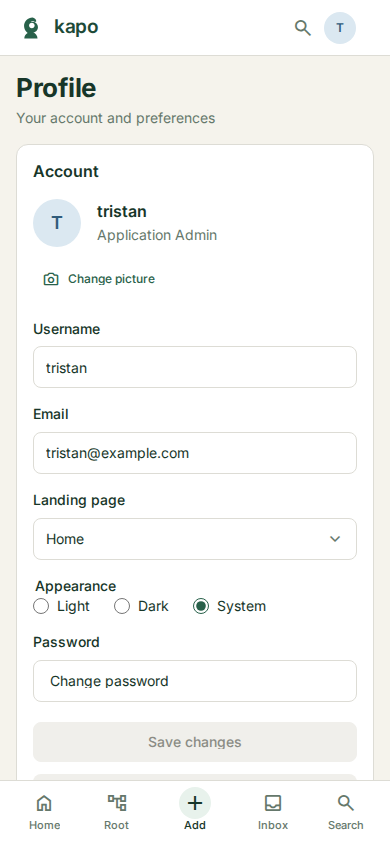 kapo
T
Profile
Your account and preferences
Account
T
tristan
Application Admin
Change picture
Username
tristan
Email
tristan@example.com
Landing page
Home
Appearance
Light Dark System
Password
Change password
Save changes
Home Root Add Inbox Search